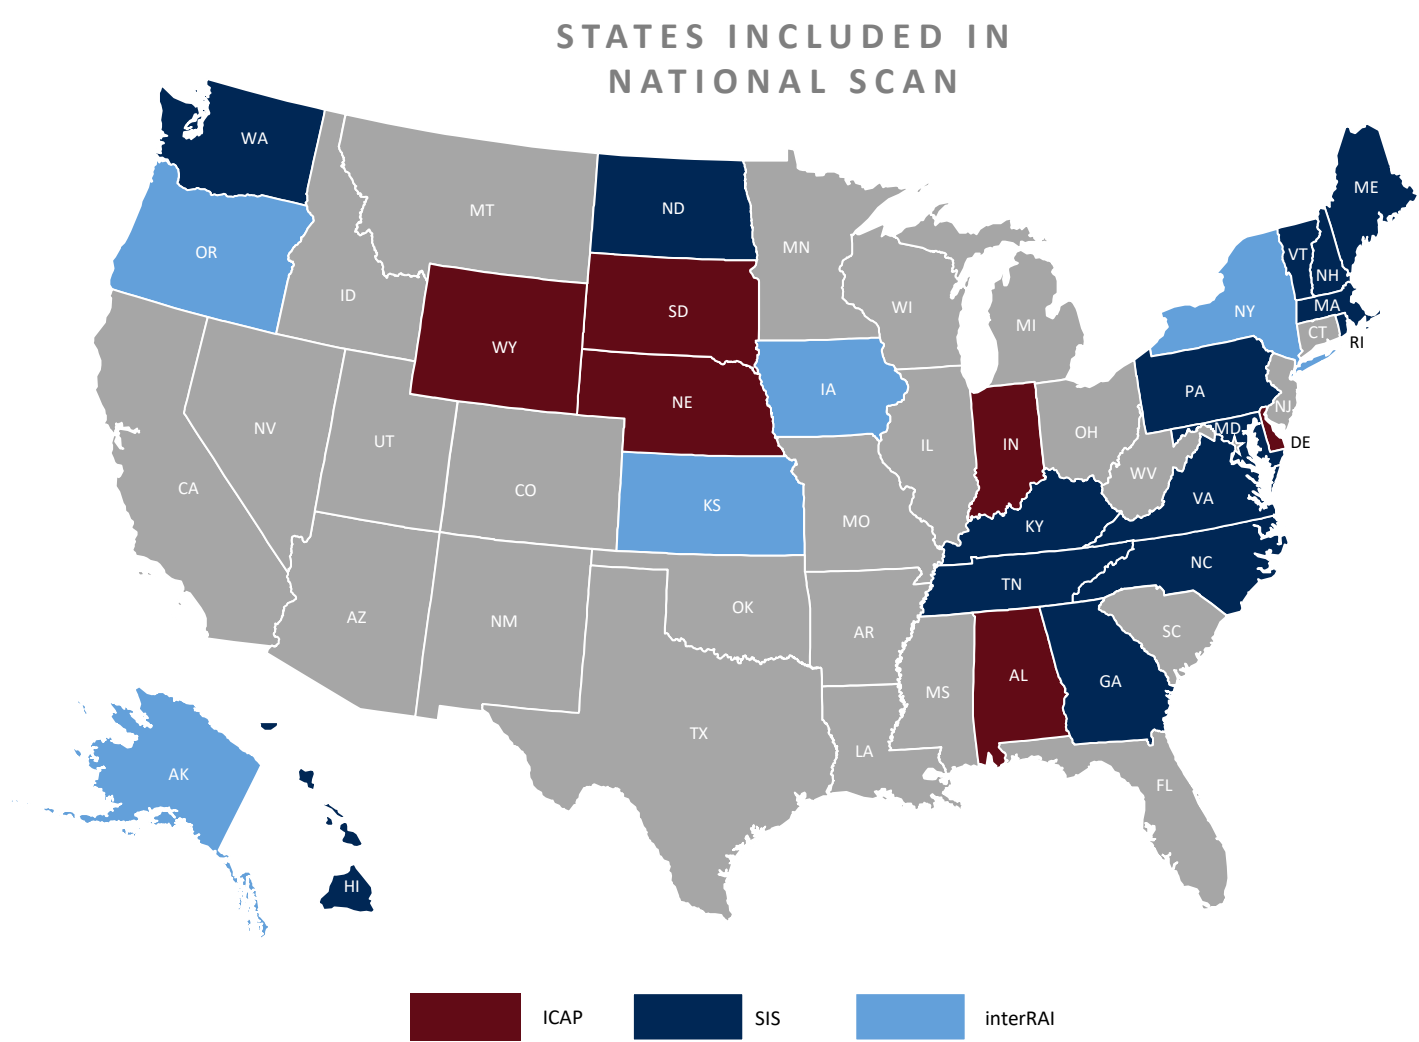 STATES INCLUDED IN
NATIONAL SCAN
WA
ME
ND
MT
MN
OR
VT
NH
ID
SD
WI
MI
NY
MA
CT
RI
WY
NE
IA
PA
NJ
NV
UT
IL
IN
OH
MD
DE
CA
CO
KS
MO
WV
VA
KY
NC
TN
AZ
NM
OK
AR
SC
MS
AL
GA
TX
LA
FL
AK
HI
ICAP
SIS
interRAI